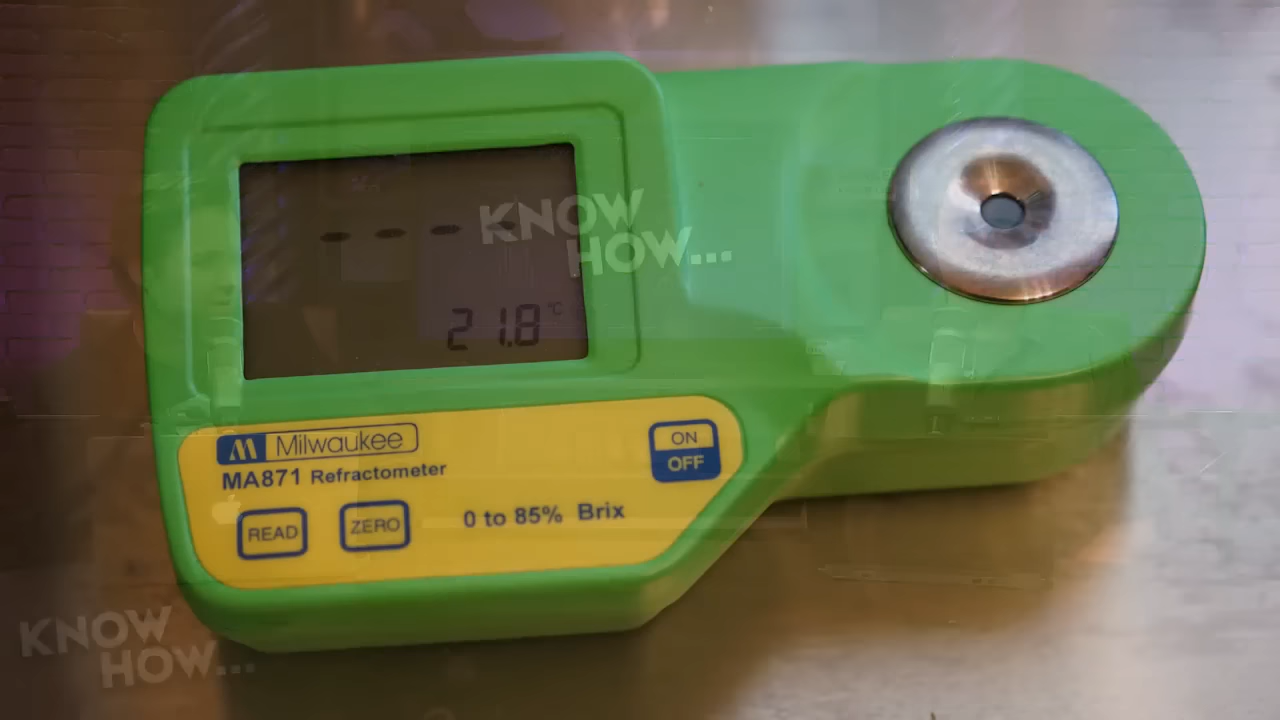 KNOW
HOW...
- - - -
21.8 °C
Milwaukee
MA871 Refractometer
ON
OFF
READ
ZERO
0 to 85% Brix
KNOW
HOW...